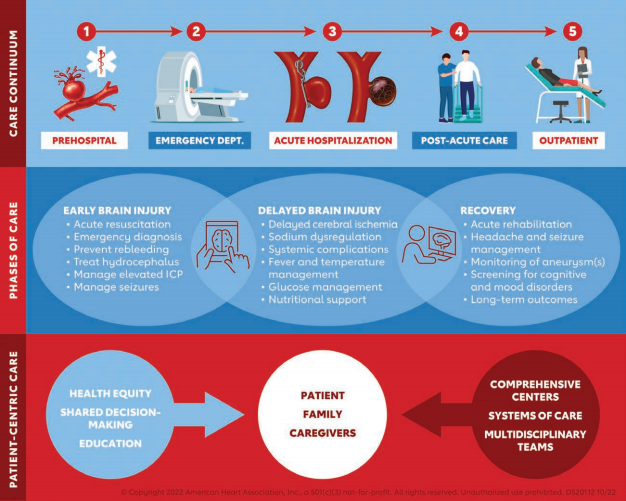 CARE CONTINUUM
1
2
3
4
5
PREHOSPITAL
EMERGENCY DEPT.
ACUTE HOSPITALIZATION
POST-ACUTE CARE
OUTPATIENT
PHASES OF CARE
EARLY BRAIN INJURY
• Acute resuscitation
• Emergency diagnosis
• Prevent rebleeding
• Treat hydrocephalus
• Manage elevated ICP
• Manage seizures
DELAYED BRAIN INJURY
• Delayed cerebral ischemia
• Sodium dysregulation
• Systemic complications
• Fever and temperature
management
• Glucose management
• Nutritional support
RECOVERY
• Acute rehabilitation
• Headache and seizure
management
• Monitoring of aneurysm(s)
• Screening for cognitive
and mood disorders
• Long-term outcomes
PATIENT-CENTRIC CARE
HEALTH EQUITY
SHARED DECISION-
MAKING
EDUCATION
PATIENT
FAMILY
CAREGIVERS
COMPREHENSIVE
CENTERS
SYSTEMS OF CARE
MULTIDISCIPLINARY
TEAMS
© Copyright 2022 American Heart Association, Inc., a 501(c)(3) not-for-profit. All rights reserved. Unauthorized use prohibited. 10/22